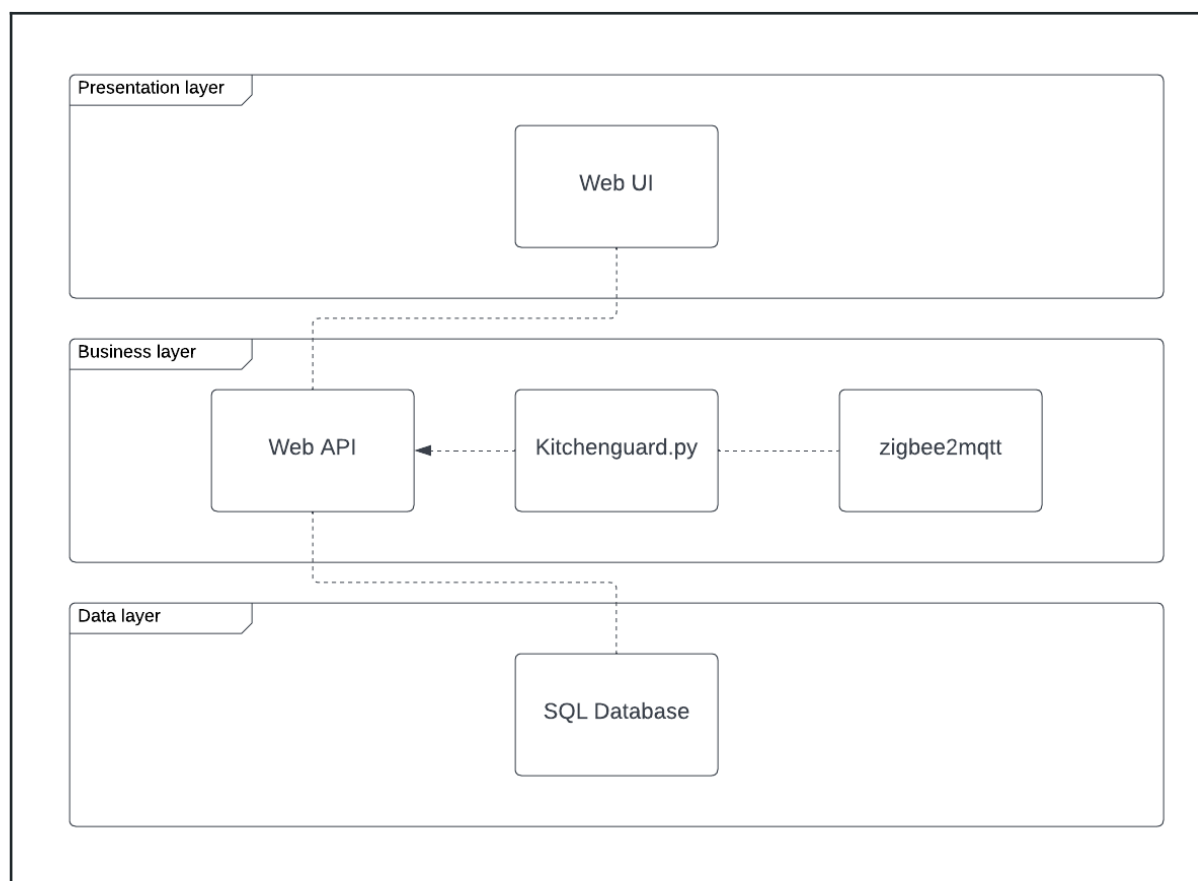 Presentation layer
Web UI
Business layer
Web API
Kitchenguard.py
zigbee2mqtt
Data layer
SQL Database